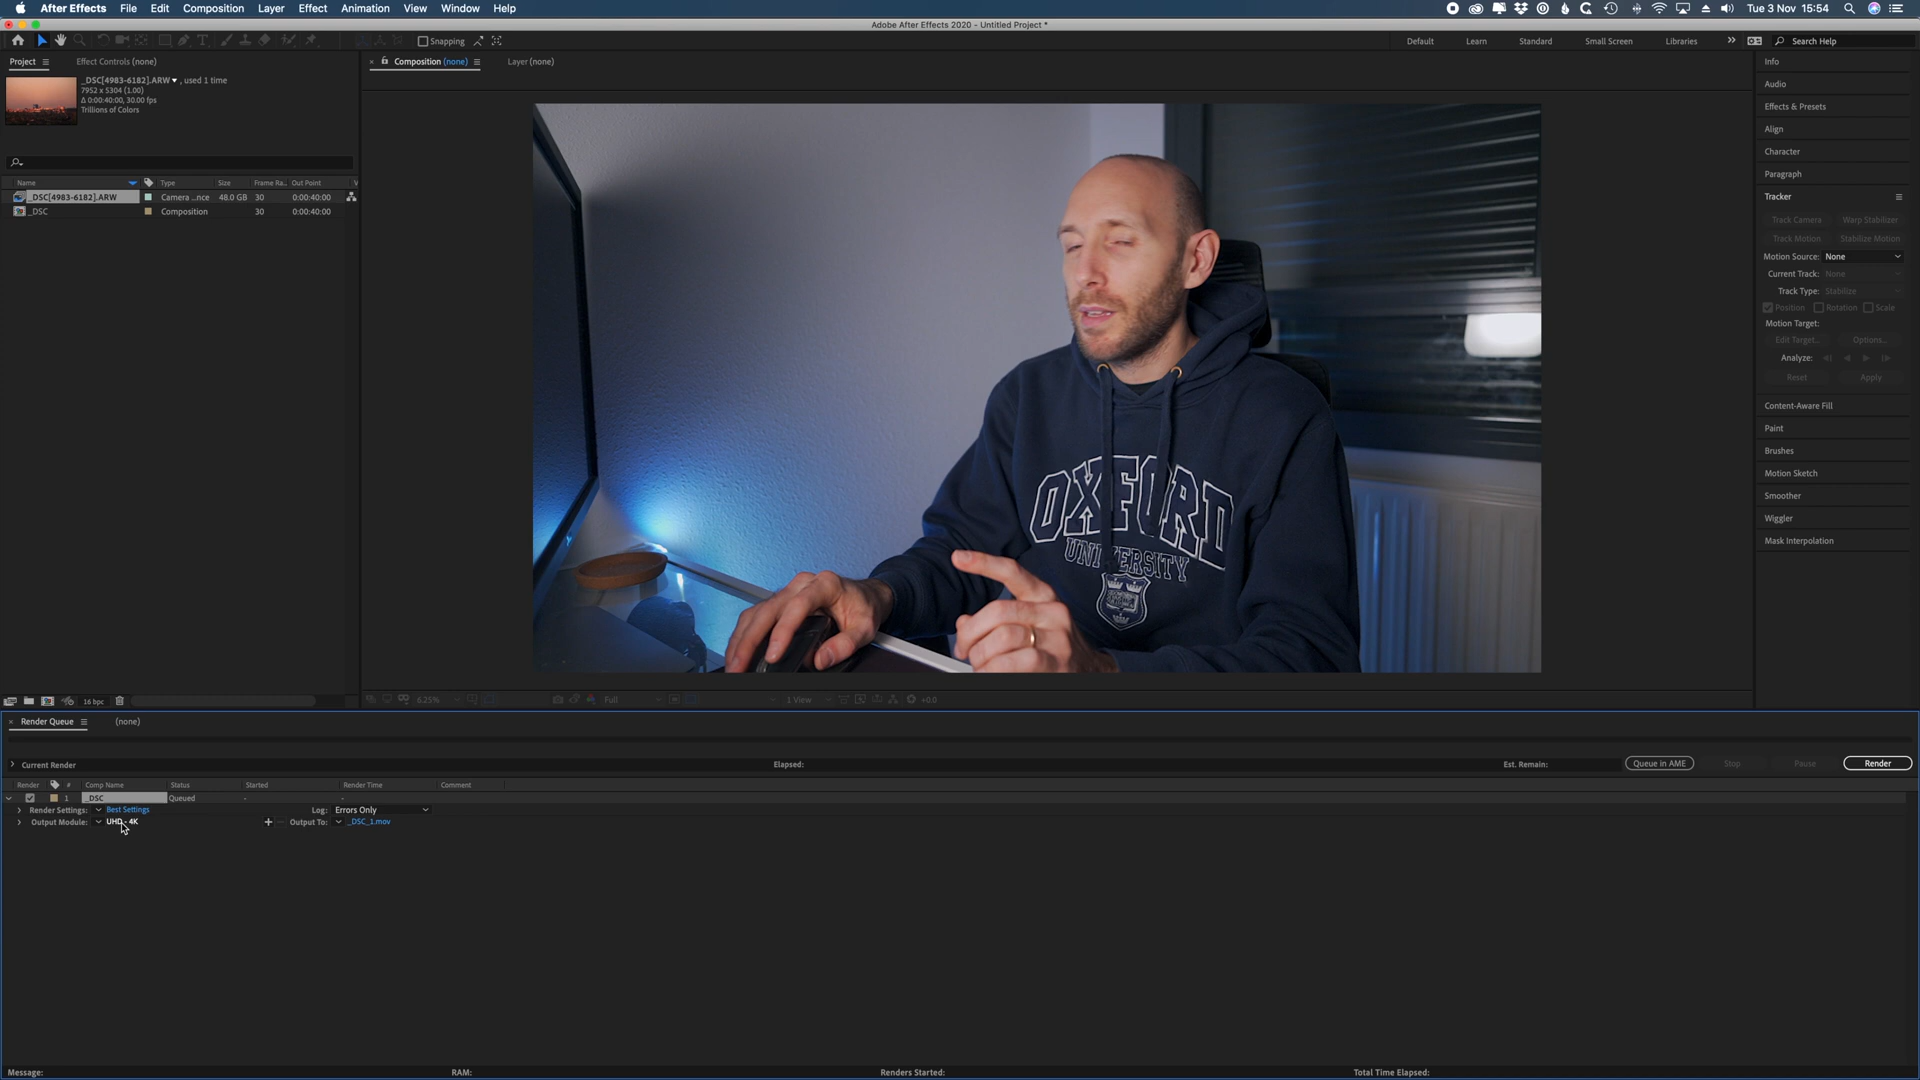 After Effects File Edit Composition Layer Effect Animation View Window Help
Tue 3 Nov 15:54
Adobe After Effects 2020 - Untitled Project *
Snapping
Default Learn Standard Small Screen Libraries
Search Help
Project
Effect Controls (none)
Composition (none)
Layer (none)
_DSC[4983-6182].ARW , used 1 time
7952 x 5304 (1.00)
Δ 0:00:40:00, 30.00 fps
Trillions of Colors
Name Type Size Frame Ra.. Out Point
_DSC[4983-6182].ARW Camera ...nce 48.0 GB 30 0:00:40:00
_DSC Composition 30 0:00:40:00
Info
Audio
Effects & Presets
Align
Character
Paragraph
Tracker
Track Camera Warp Stabilizer
Track Motion Stabilize Motion
Motion Source: None
Current Track: None
Track Type: Stabilize
Position Rotation Scale
Motion Target:
Edit Target... Options...
Analyze:
Reset Apply
Content-Aware Fill
Paint
Brushes
Motion Sketch
Smoother
Wiggler
Mask Interpolation
OXFORD
UNIVERSITY
16 bpc
6.25% Full 1 View +0.0
Render Queue
(none)
Current Render Elapsed: Est. Remain: Queue in AME Stop Pause Render
Render # Comp Name Status Started Render Time Comment
1 _DSC Queued - -
Render Settings: Best Settings Log: Errors Only
Output Module: UHD - 4K Output To: _DSC_1.mov
Message: RAM: Renders Started: Total Time Elapsed: